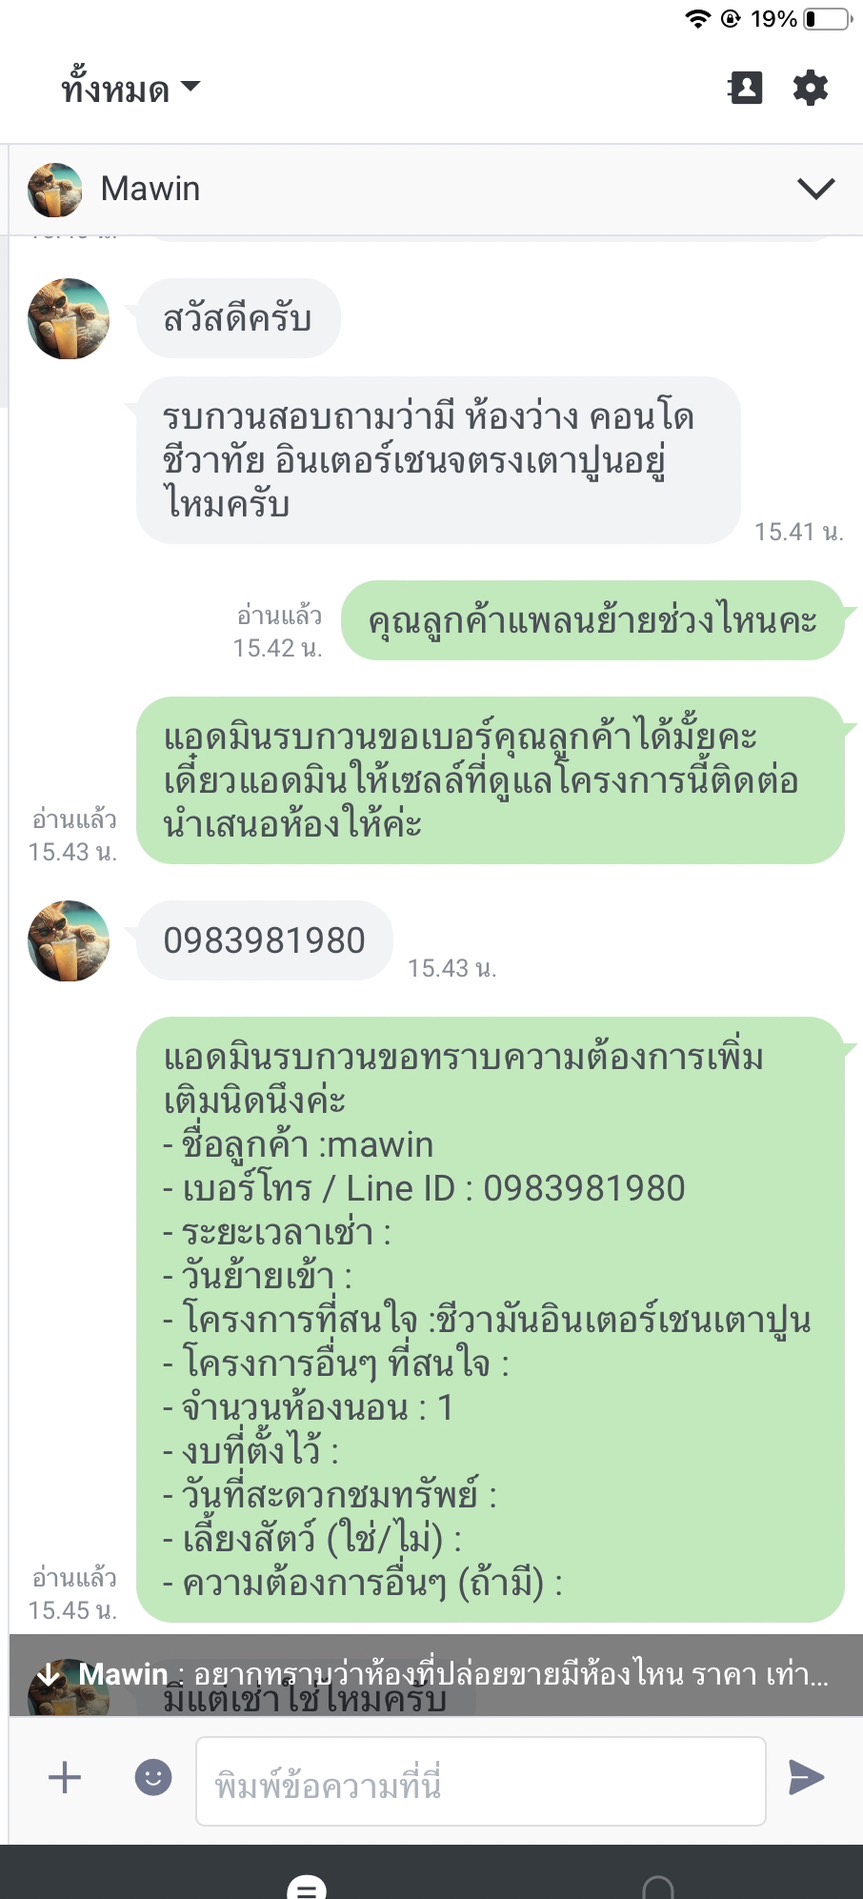 19%
ทั้งหมด
Mawin
สวัสดีครับ
รบกวนสอบถามว่ามี ห้องว่าง คอนโด
ชีวาทัย อินเตอร์เชนจตรงเตาปูนอยู่
ไหมครับ
15.41 น.
คุณลูกค้าแพลนย้ายช่วงไหนคะ
อ่านแล้ว
15.42 น.
แอดมินรบกวนขอเบอร์คุณลูกค้าได้มั้ยคะ
เดี๋ยวแอดมินให้เซลล์ที่ดูแลโครงการนี้ติดต่อ
นำเสนอห้องให้ค่ะ
อ่านแล้ว
15.43 น.
0983981980
15.43 น.
แอดมินรบกวนขอทราบความต้องการเพิ่ม
เติมนิดนึงค่ะ
- ชื่อลูกค้า :mawin
- เบอร์โทร / Line ID : 0983981980
- ระยะเวลาเช่า :
- วันย้ายเข้า :
- โครงการที่สนใจ :ชีวามันอินเตอร์เชนเตาปูน
- โครงการอื่นๆ ที่สนใจ :
- จำนวนห้องนอน : 1
- งบที่ตั้งไว้ :
- วันที่สะดวกชมทรัพย์ :
- เลี้ยงสัตว์ (ใช่/ไม่) :
- ความต้องการอื่นๆ (ถ้ามี) :
อ่านแล้ว
15.45 น.
Mawin : อยากทราบว่าห้องที่ปล่อยขายมีห้องไหน ราคา เท่า...
มีแต่เช่าใช่ไหมครับ
พิมพ์ข้อความที่นี่